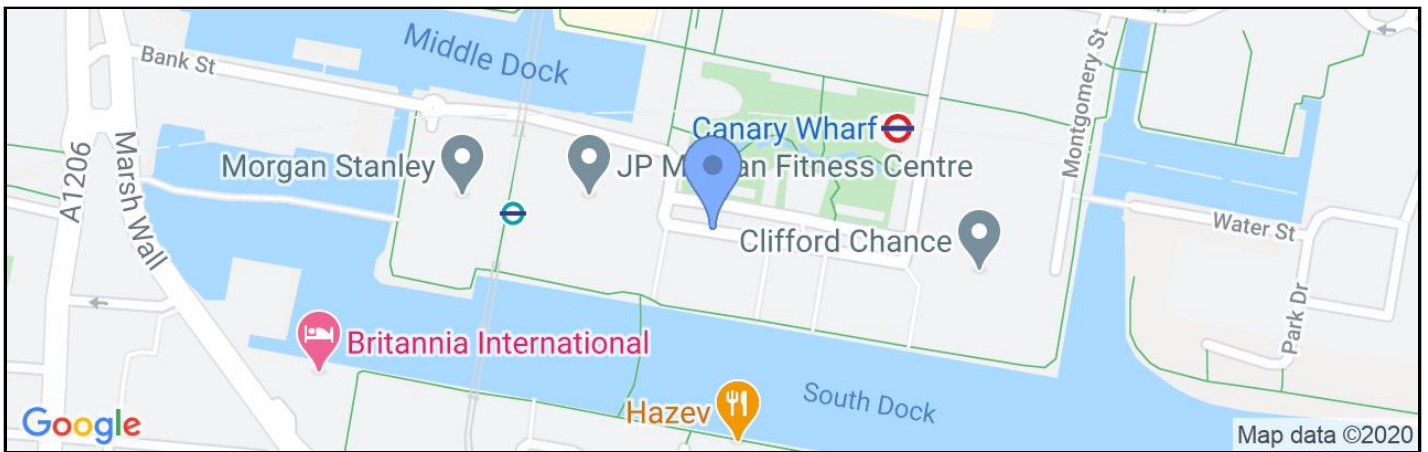 Middle Dock
Bank St
Montgomery St
Canary Wharf
A1206
Marsh Wall
Morgan Stanley
JP M an Fitness Centre
Water St
Clifford Chance
Park Dr
Britannia International
South Dock
Hazev
Google
Map data ©2020